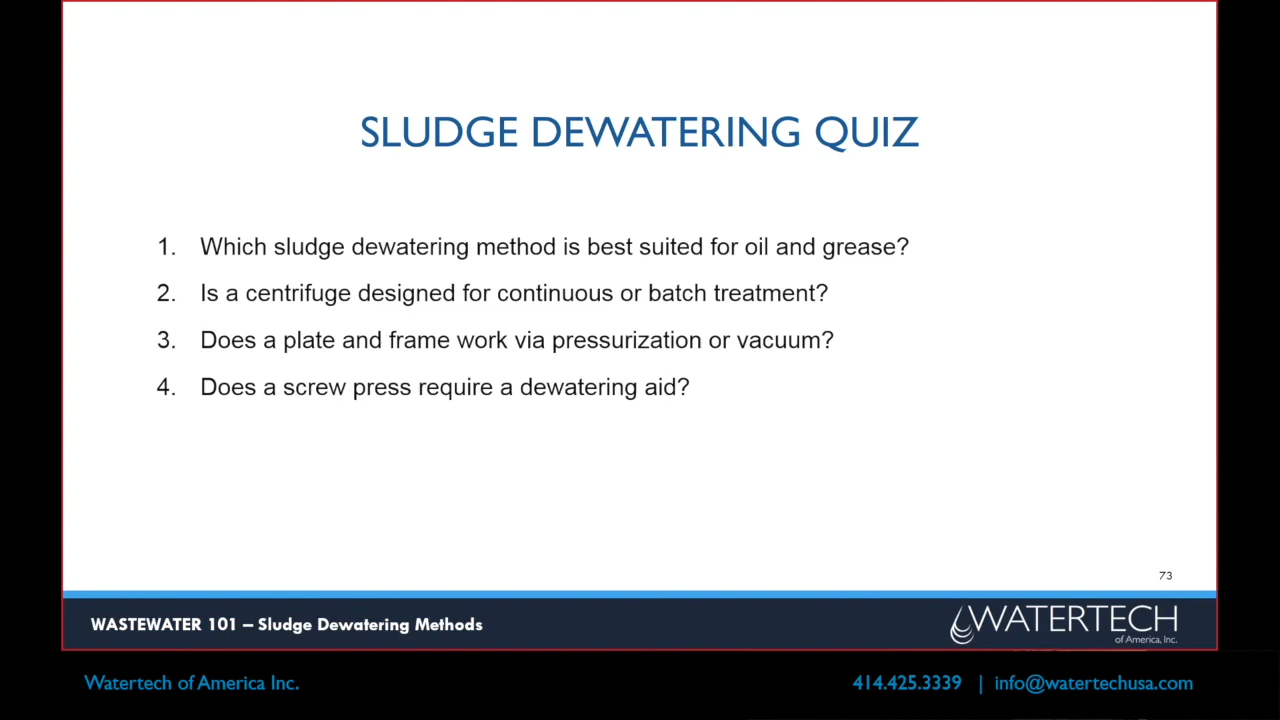 SLUDGE DEWATERING QUIZ
1. Which sludge dewatering method is best suited for oil and grease?
2. Is a centrifuge designed for continuous or batch treatment?
3. Does a plate and frame work via pressurization or vacuum?
4. Does a screw press require a dewatering aid?
73
WASTEWATER 101 – Sludge Dewatering Methods
WATERTECH
of America, Inc.
Watertech of America Inc.
414.425.3339 | info@watertechusa.com